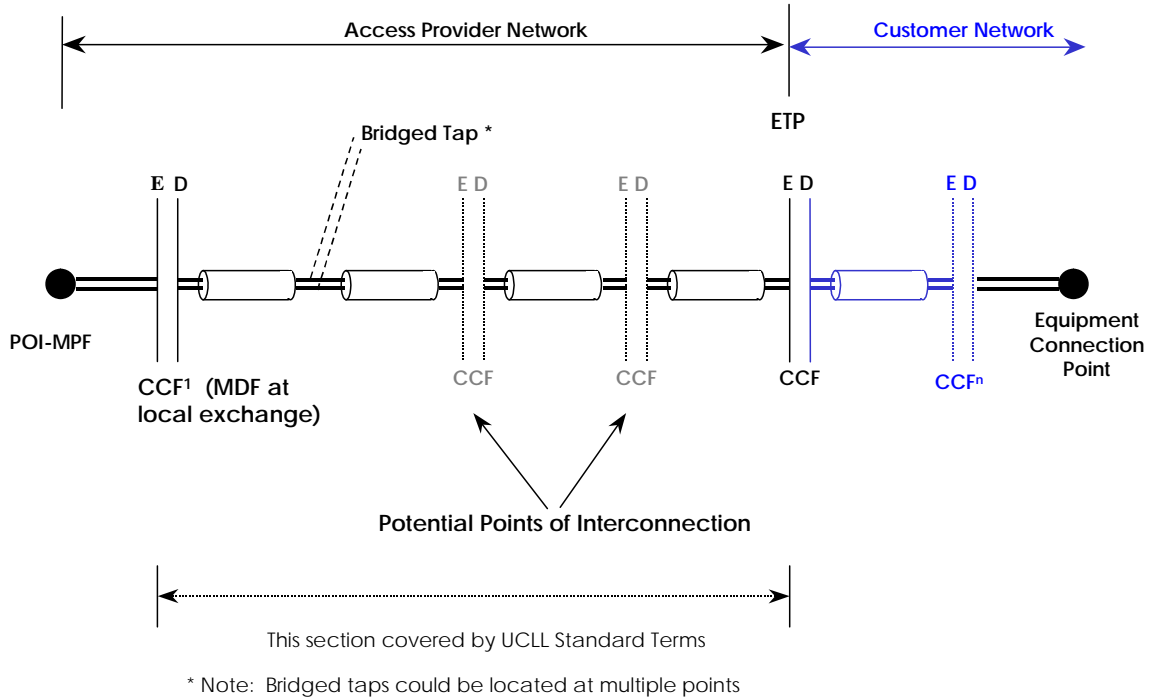 Access Provider Network
Customer Network
ETP
Bridged Tap *
E D
E D
E D
E D
E D
POI-MPF
CCF¹ (MDF at
local exchange)
CCF
CCF
CCF
CCFⁿ
Equipment
Connection
Point
Potential Points of Interconnection
This section covered by UCLL Standard Terms
* Note: Bridged taps could be located at multiple points